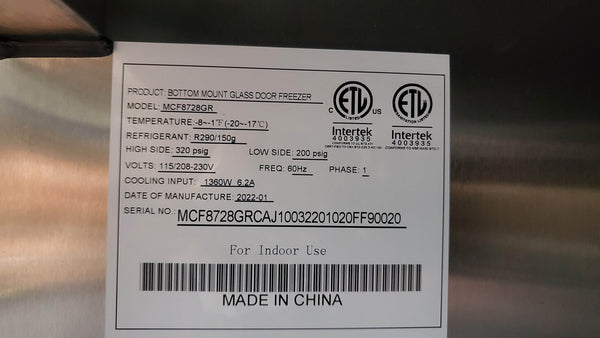 PRODUCT: BOTTOM MOUNT GLASS DOOR FREEZER
MODEL: MCF8728GR
TEMPERATURE: -8~-1℉(-20~-17℃)
REFRIGERANT: R290/150g
HIGH SIDE: 320 psig LOW SIDE: 200 psig
VOLTS: 115/208-230V FREQ: 60Hz PHASE: 1
COOLING INPUT: 1360W 6.2A
DATE OF MANUFACTURE: 2022-01
SERIAL NO: MCF8728GRCAJ10032201020FF90020
For Indoor Use
MADE IN CHINA
C ETL US
LISTED
Intertek
4003935
ETL
Intertek
4003935